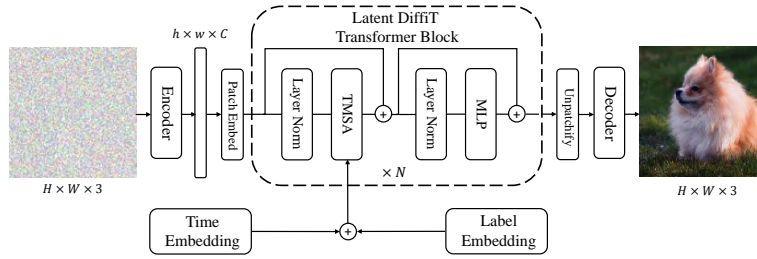 Latent DiffiT
Transformer Block
h × w × C
Encoder
Patch Embed
Layer Norm
TMSA
+
Layer Norm
MLP
+
Unpatchify
Decoder
H × W × 3
× N
H × W × 3
Time
Embedding
+
Label
Embedding